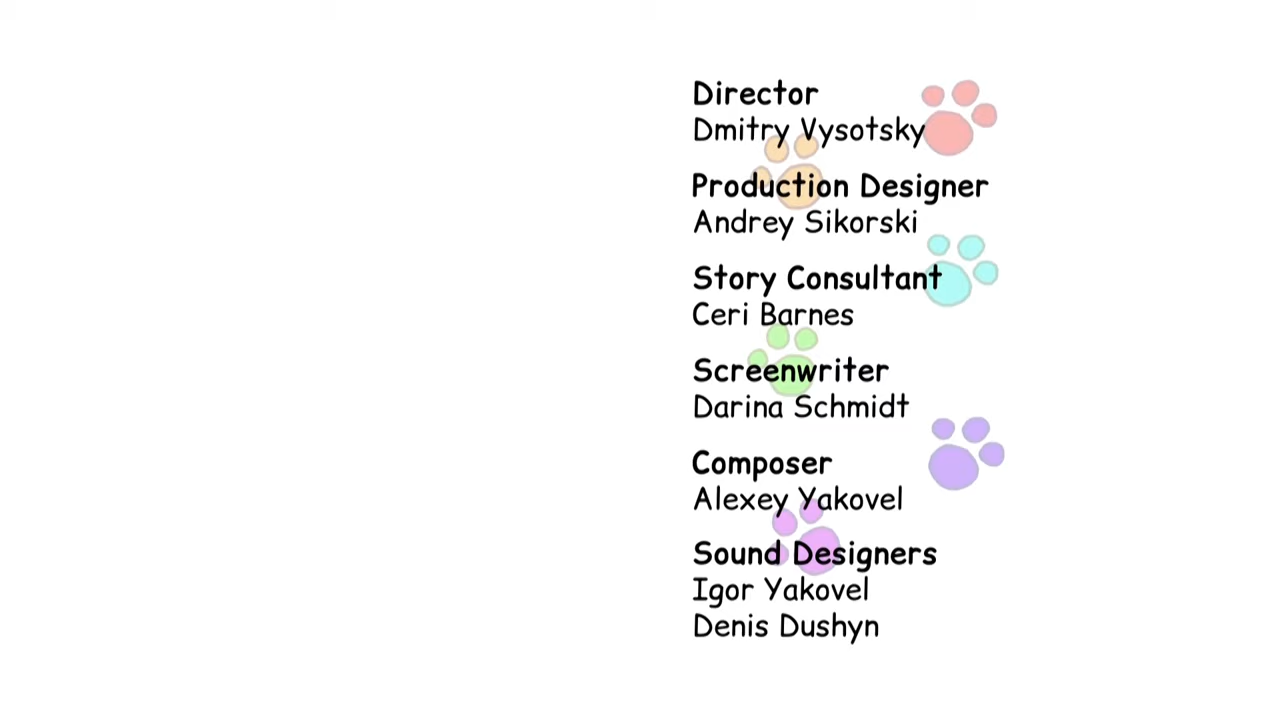 Director
Dmitry Vysotsky
Production Designer
Andrey Sikorski
Story Consultant
Ceri Barnes
Screenwriter
Darina Schmidt
Composer
Alexey Yakovel
Sound Designers
Igor Yakovel
Denis Dushyn